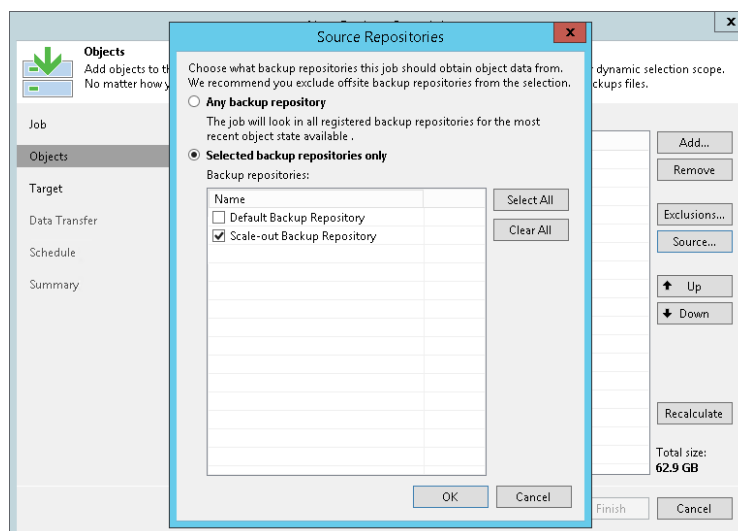 Source Repositories
x
x
Objects
Add objects to th
dynamic selection scope.
No matter how y
ckups files.
Choose what backup repositories this job should obtain object data from.
We recommend you exclude offsite backup repositories from the selection.
Any backup repository
The job will look in all registered backup repositories for the most
recent object state available .
Selected backup repositories only
Backup repositories:
Name
Default Backup Repository
Scale-out Backup Repository
Select All
Clear All
OK
Cancel
Job
Objects
Target
Data Transfer
Schedule
Summary
Add...
Remove
Exclusions...
Source...
Up
Down
Recalculate
Total size:
62.9 GB
Finish
Cancel